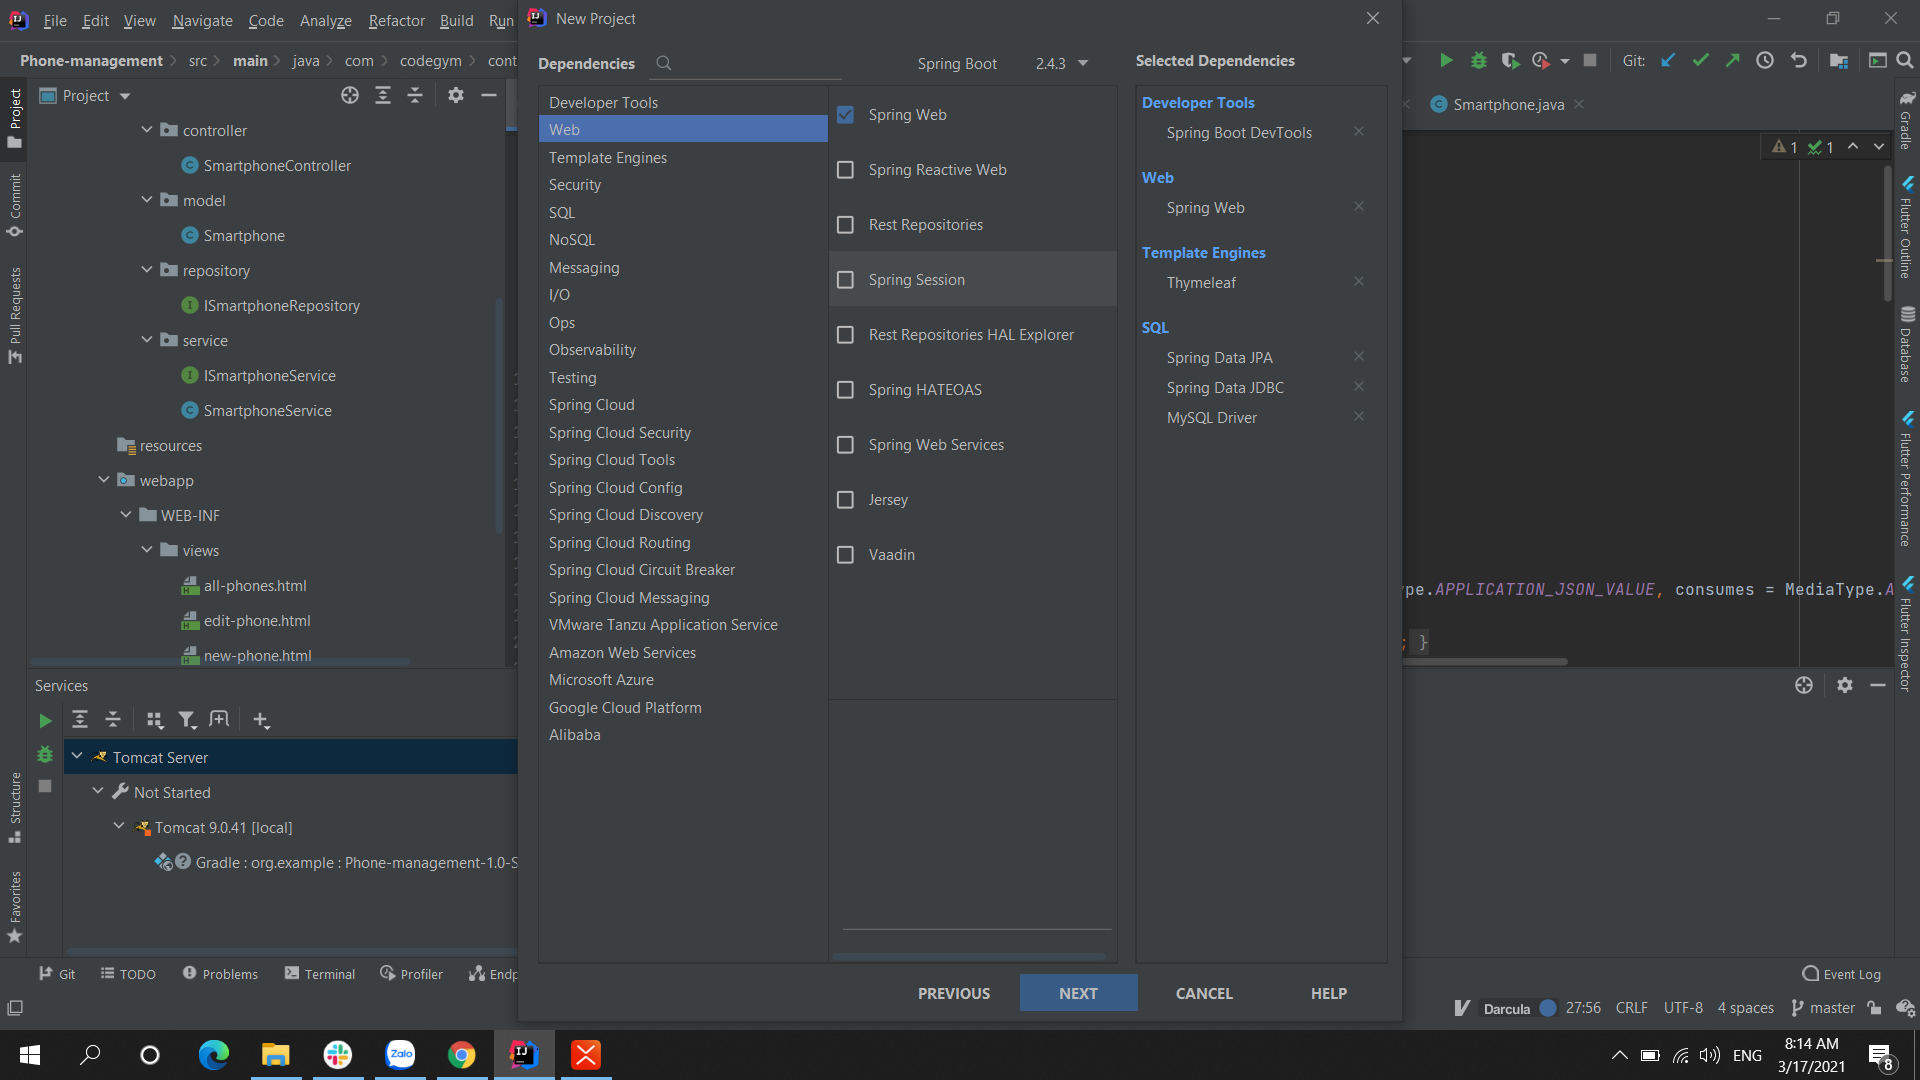 File Edit View Navigate Code Analyze Refactor Build Run
New Project
Phone-management src main java com codegym cont
Git:
Project
Smartphone.java
1 1
controller
SmartphoneController
model
Smartphone
repository
ISmartphoneRepository
service
ISmartphoneService
SmartphoneService
resources
webapp
WEB-INF
views
all-phones.html
edit-phone.html
new-phone.html
Project
Commit
Pull Requests
Structure
Favorites
Dependencies
Spring Boot 2.4.3
Developer Tools
Web
Template Engines
Security
SQL
NoSQL
Messaging
I/O
Ops
Observability
Testing
Spring Cloud
Spring Cloud Security
Spring Cloud Tools
Spring Cloud Config
Spring Cloud Discovery
Spring Cloud Routing
Spring Cloud Circuit Breaker
Spring Cloud Messaging
VMware Tanzu Application Service
Amazon Web Services
Microsoft Azure
Google Cloud Platform
Alibaba
Spring Web
Spring Reactive Web
Rest Repositories
Spring Session
Rest Repositories HAL Explorer
Spring HATEOAS
Spring Web Services
Jersey
Vaadin
Selected Dependencies
Developer Tools
Spring Boot DevTools
Web
Spring Web
Template Engines
Thymeleaf
SQL
Spring Data JPA
Spring Data JDBC
MySQL Driver
PREVIOUS NEXT CANCEL HELP
ype.APPLICATION_JSON_VALUE, consumes = MediaType.A
; }
Gradle
Flutter Outline
Database
Flutter Performance
Flutter Inspector
Services
Tomcat Server
Not Started
Tomcat 9.0.41 [local]
Gradle : org.example : Phone-management-1.0-S
Git TODO Problems Terminal Profiler Endp
Event Log
Darcula 27:56 CRLF UTF-8 4 spaces master
Zalo
IJ
ENG
8:14 AM
3/17/2021
8